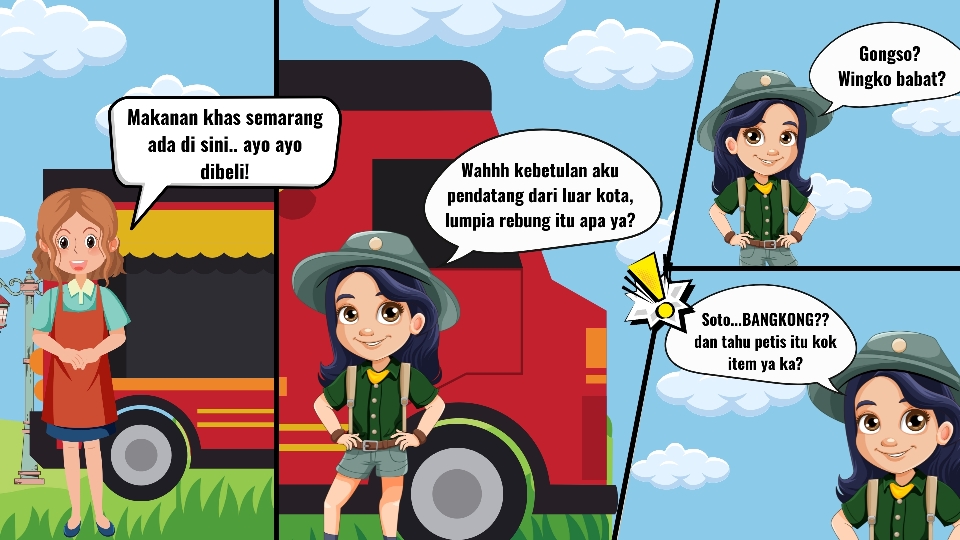 Makanan khas semarang
ada di sini.. ayo ayo
dibeli!
Wahhh kebetulan aku
pendatang dari luar kota,
lumpia rebung itu apa ya?
Gongso?
Wingko babat?
Soto...BANGKONG??
dan tahu petis itu kok
item ya ka?